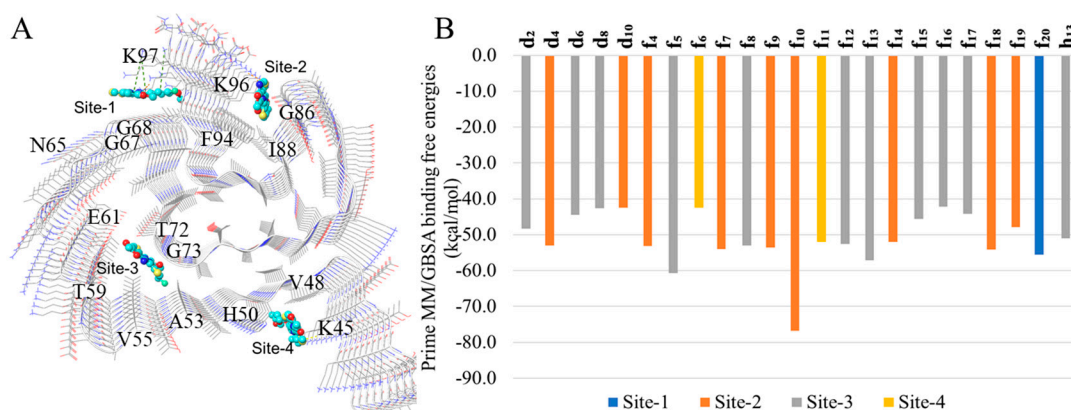 A
K97
Site-2
K96
Site-1
G86
G68
N65
G67
F94
I88
E61
T72
G73
Site-3
V48
T59
A53
H50
K45
V55
Site-4
B
d2 d4 d6 d8 d10 f4 f5 f6 f7 f8 f9 f10 f11 f12 f13 f14 f15 f16 f17 f18 f19 f20 h13
Prime MM/GBSA binding free energies
(kcal/mol)
0.0
-10.0
-20.0
-30.0
-40.0
-50.0
-60.0
-70.0
-80.0
-90.0
Site-1 Site-2 Site-3 Site-4